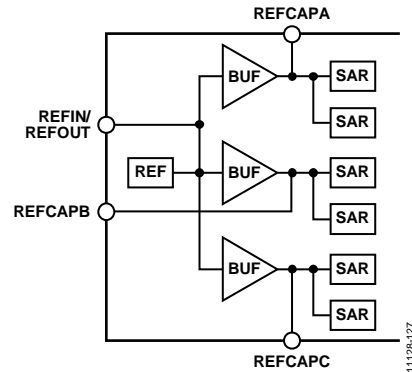 REFCAPA
BUF
SAR
SAR
REFIN/
REFOUT
REF
BUF
SAR
SAR
REFCAPB
BUF
SAR
SAR
REFCAPC
11128-127